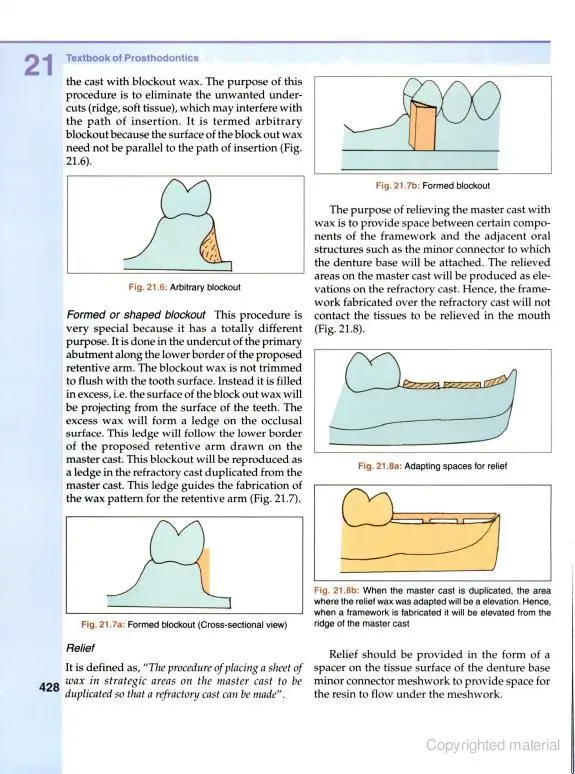 21
Textbook of Prosthodontics
the cast with blockout wax. The purpose of this
procedure is to eliminate the unwanted under-
cuts (ridge, soft tissue), which may interfere with
the path of insertion. It is termed arbitrary
blockout because the surface of the block out wax
need not be parallel to the path of insertion (Fig.
21.6).
Fig. 21.6: Arbitrary blockout
Formed or shaped blockout This procedure is
very special because it has a totally different
purpose. It is done in the undercut of the primary
abutment along the lower border of the proposed
retentive arm. The blockout wax is not trimmed
to flush with the tooth surface. Instead it is filled
in excess, i.e. the surface of the block out wax will
be projecting from the surface of the teeth. The
excess wax will form a ledge on the occlusal
surface. This ledge will follow the lower border
of the proposed retentive arm drawn on the
master cast. This blockout will be reproduced as
a ledge in the refractory cast duplicated from the
master cast. This ledge guides the fabrication of
the wax pattern for the retentive arm (Fig. 21.7).
Fig. 21.7a: Formed blockout (Cross-sectional view)
Relief
It is defined as, "The procedure of placing a sheet of
wax in strategic areas on the master cast to be
duplicated so that a refractory cast can be made".
428
Fig. 21.7b: Formed blockout
The purpose of relieving the master cast with
wax is to provide space between certain compo-
nents of the framework and the adjacent oral
structures such as the minor connector to which
the denture base will be attached. The relieved
areas on the master cast will be produced as ele-
vations on the refractory cast. Hence, the frame-
work fabricated over the refractory cast will not
contact the tissues to be relieved in the mouth
(Fig. 21.8).
Fig. 21.8a: Adapting spaces for relief
Fig. 21.8b: When the master cast is duplicated, the area
where the relief wax was adapted will be a elevation. Hence,
when a framework is fabricated it will be elevated from the
ridge of the master cast
Relief should be provided in the form of a
spacer on the tissue surface of the denture base
minor connector meshwork to provide space for
the resin to flow under the meshwork.
Copyrighted material